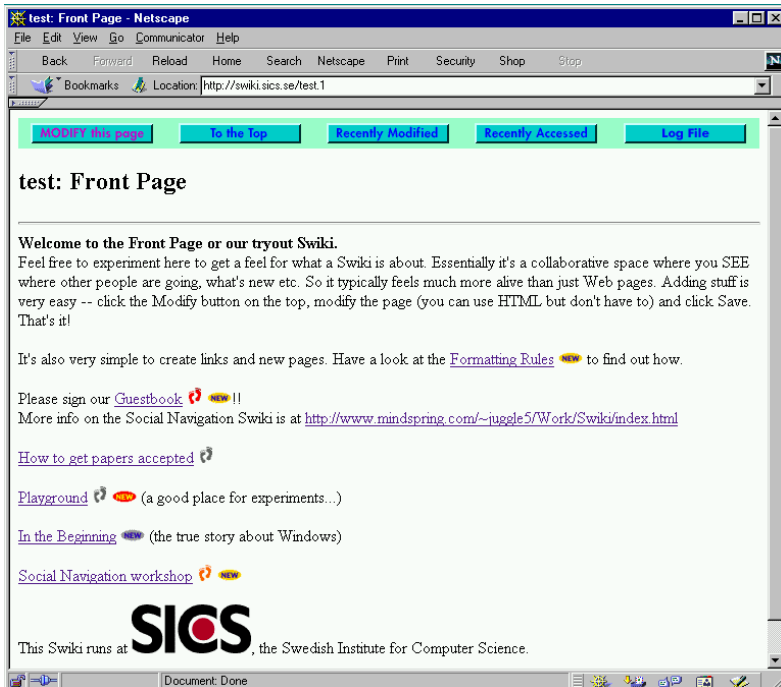 test: Front Page - Netscape
File Edit View Go Communicator Help
Back Forward Reload Home Search Netscape Print Security Shop Stop N
Bookmarks Location: http://swiki.sics.se/test.1
MODIFY this page To the Top Recently Modified Recently Accessed Log File
test: Front Page
Welcome to the Front Page or our tryout Swiki.
Feel free to experiment here to get a feel for what a Swiki is about. Essentially it's a collaborative space where you SEE
where other people are going, what's new etc. So it typically feels much more alive than just Web pages. Adding stuff is
very easy -- click the Modify button on the top, modify the page (you can use HTML but don't have to) and click Save.
That's it!
It's also very simple to create links and new pages. Have a look at the Formatting Rules NEW to find out how.
Please sign our Guestbook NEW !!
More info on the Social Navigation Swiki is at http://www.mindspring.com/~juggle5/Work/Swiki/index.html
How to get papers accepted
Playground NEW (a good place for experiments...)
In the Beginning NEW (the true story about Windows)
Social Navigation workshop NEW
This Swiki runs at SICS, the Swedish Institute for Computer Science.
Document: Done